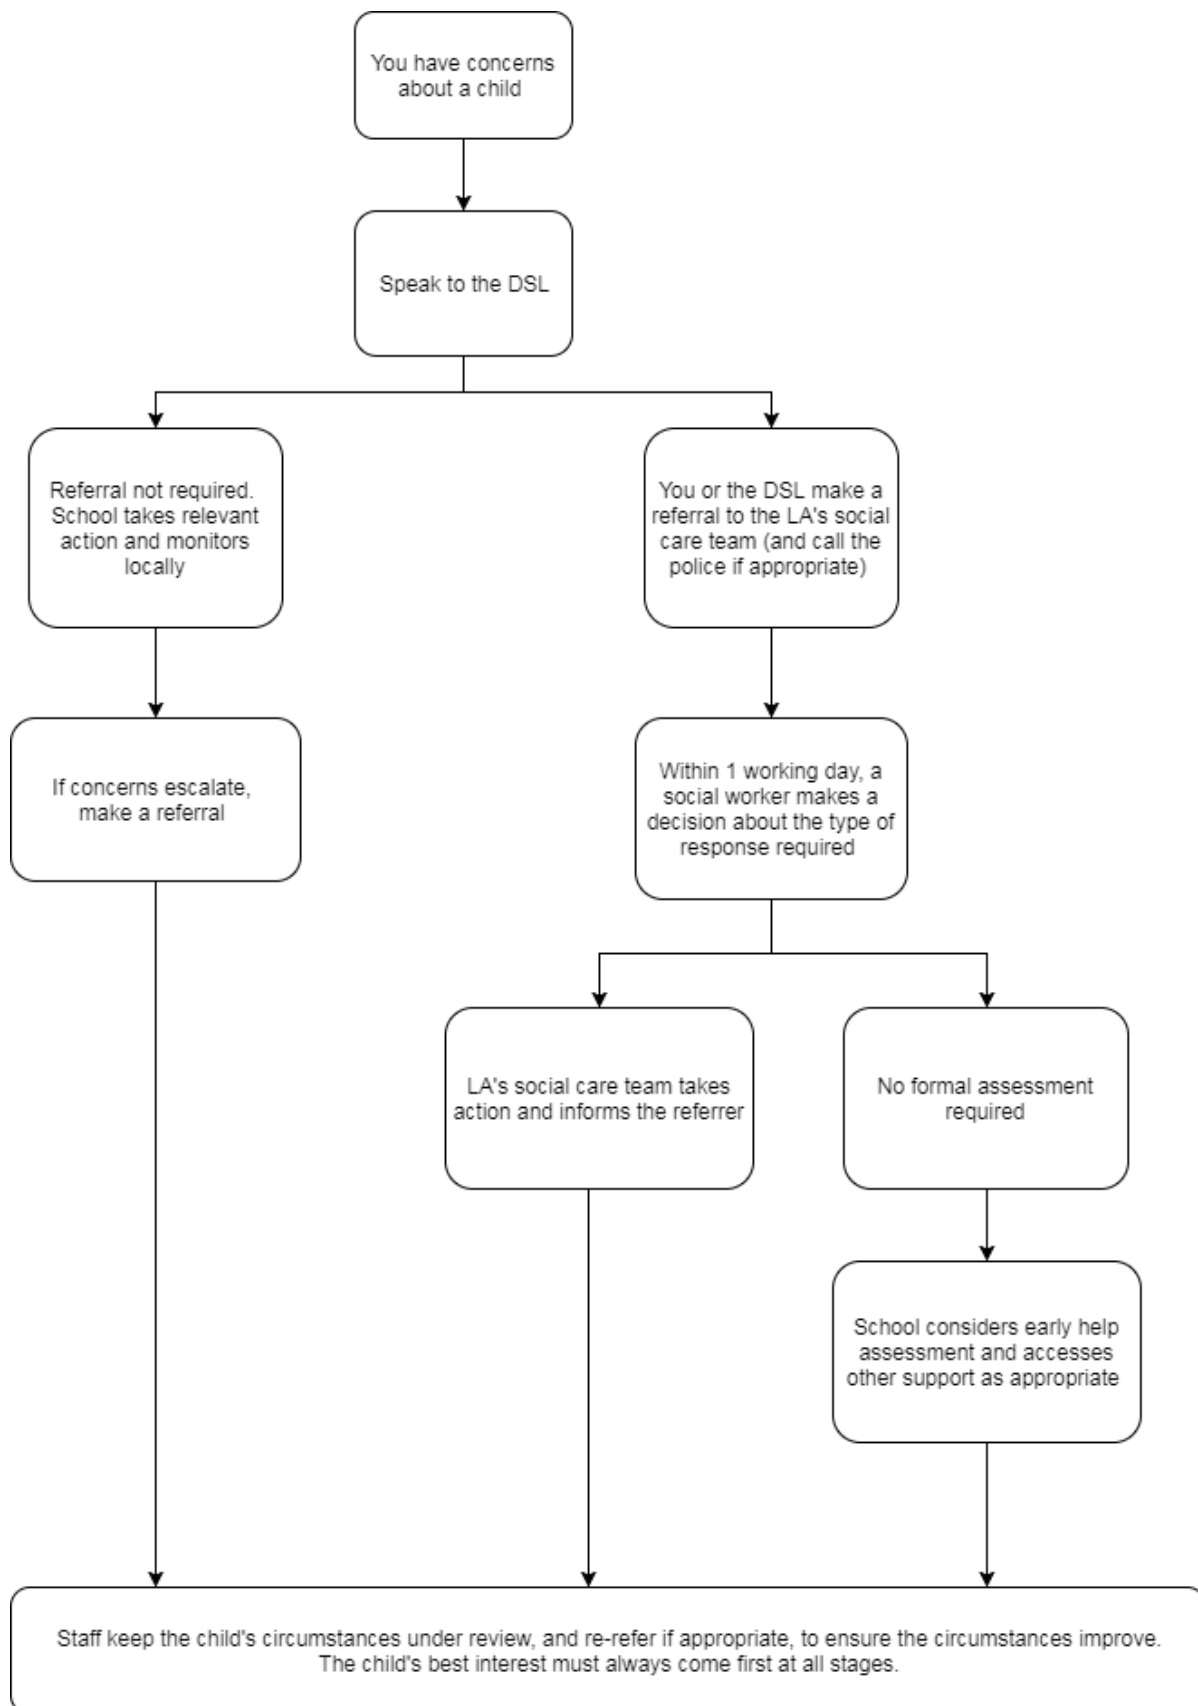 You have concerns
about a child
Speak to the DSL
Referral not required.
School takes relevant
action and monitors
locally
You or the DSL make a
referral to the LA's social
care team (and call the
police if appropriate)
If concerns escalate,
make a referral
Within 1 working day, a
social worker makes a
decision about the type of
response required
LA's social care team takes
action and informs the referrer
No formal assessment
required
School considers early help
assessment and accesses
other support as appropriate
Staff keep the child's circumstances under review, and re-refer if appropriate, to ensure the circumstances improve.
The child's best interest must always come first at all stages.